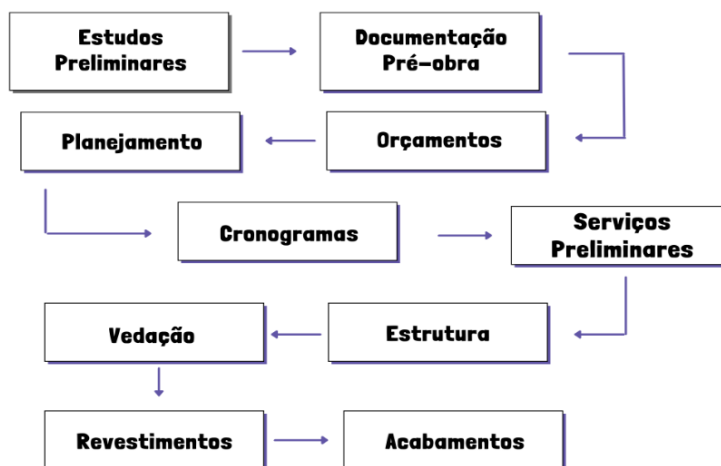 Estudos
Preliminares
Documentação
Pré-obra
Orçamentos
Planejamento
Cronogramas
Serviços
Preliminares
Estrutura
Vedação
Revestimentos
Acabamentos